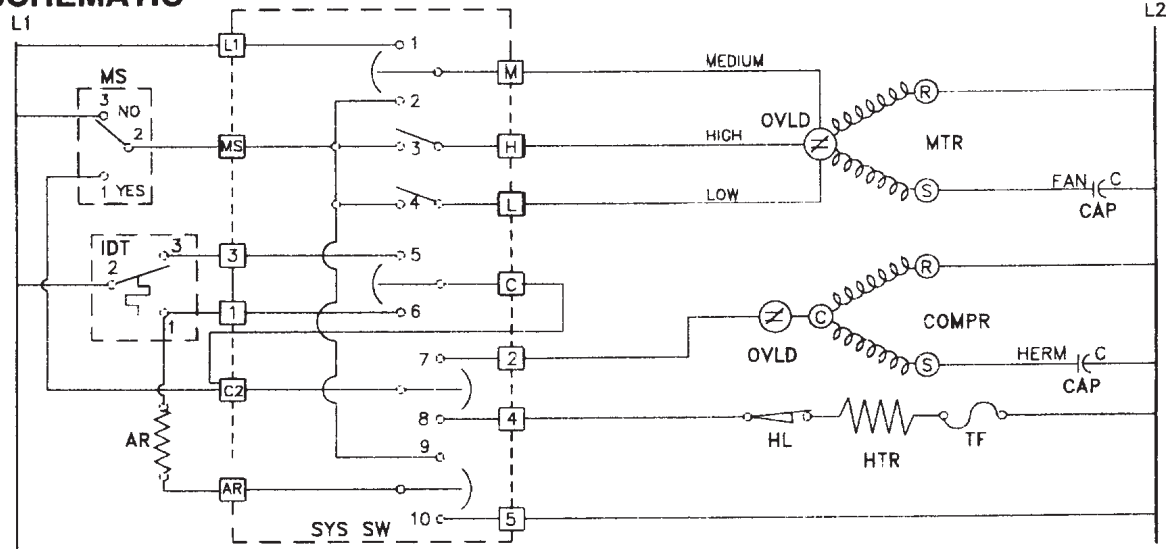 SCHEMATIC
L1
L2
L1
1
M
MEDIUM
MS
3 NO
2
1 YES
2
MS
3
H
HIGH
OVLD
R
MTR
4
L
LOW
S
FAN
C
CAP
IDT
3
2
1
3
5
C
R
1
6
OVLD
C
COMPR
7
2
S
HERM
C
CAP
C2
8
4
HL
HTR
TF
9
AR
AR
10
5
SYS SW